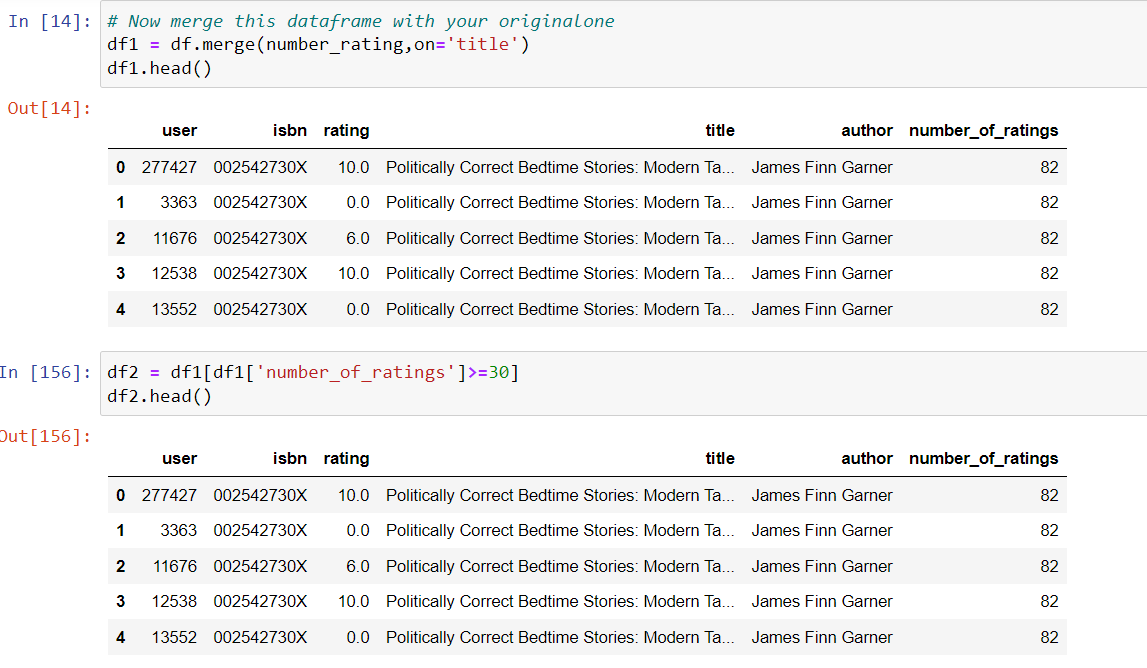 In [14]: # Now merge this dataframe with your originalone
df1 = df.merge(number_rating,on='title')
df1.head()
Out[14]:
user isbn rating title author number_of_ratings
0 277427 002542730X 10.0 Politically Correct Bedtime Stories: Modern Ta... James Finn Garner 82
1 3363 002542730X 0.0 Politically Correct Bedtime Stories: Modern Ta... James Finn Garner 82
2 11676 002542730X 6.0 Politically Correct Bedtime Stories: Modern Ta... James Finn Garner 82
3 12538 002542730X 10.0 Politically Correct Bedtime Stories: Modern Ta... James Finn Garner 82
4 13552 002542730X 0.0 Politically Correct Bedtime Stories: Modern Ta... James Finn Garner 82
In [156]: df2 = df1[df1['number_of_ratings']>=30]
df2.head()
Out[156]:
user isbn rating title author number_of_ratings
0 277427 002542730X 10.0 Politically Correct Bedtime Stories: Modern Ta... James Finn Garner 82
1 3363 002542730X 0.0 Politically Correct Bedtime Stories: Modern Ta... James Finn Garner 82
2 11676 002542730X 6.0 Politically Correct Bedtime Stories: Modern Ta... James Finn Garner 82
3 12538 002542730X 10.0 Politically Correct Bedtime Stories: Modern Ta... James Finn Garner 82
4 13552 002542730X 0.0 Politically Correct Bedtime Stories: Modern Ta... James Finn Garner 82